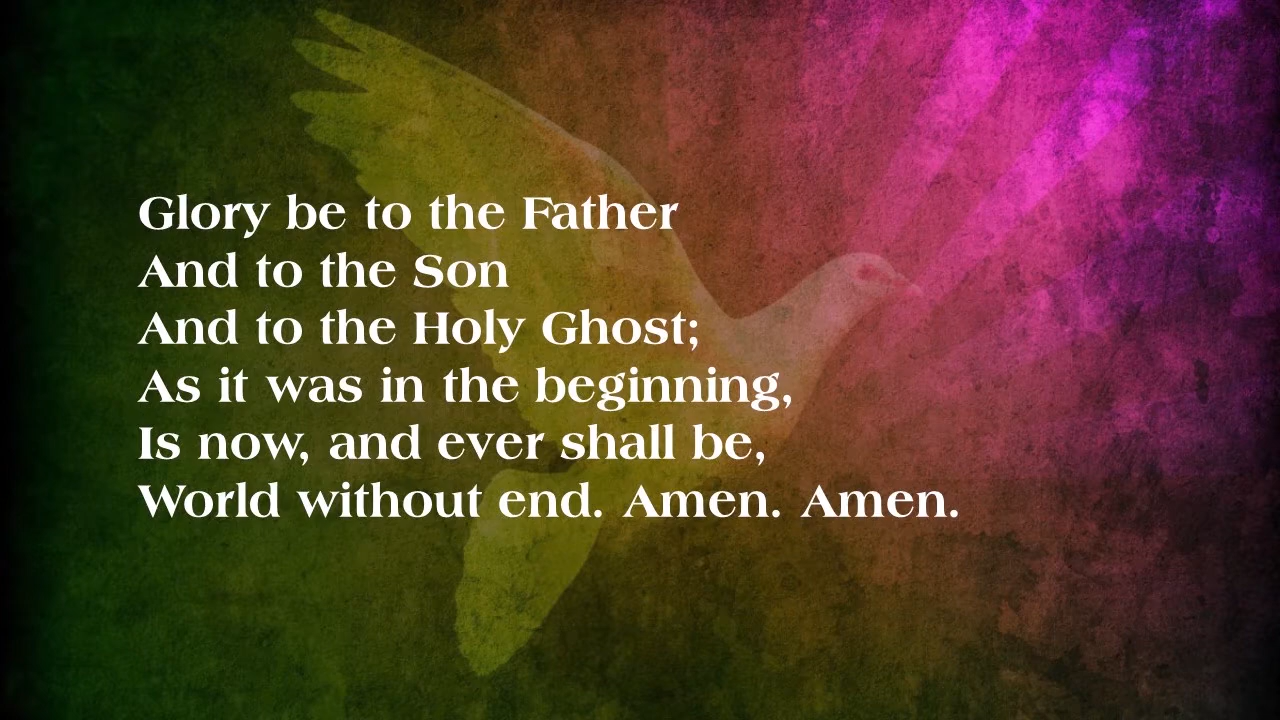 Glory be to the Father
And to the Son
And to the Holy Ghost;
As it was in the beginning,
Is now, and ever shall be,
World without end. Amen. Amen.